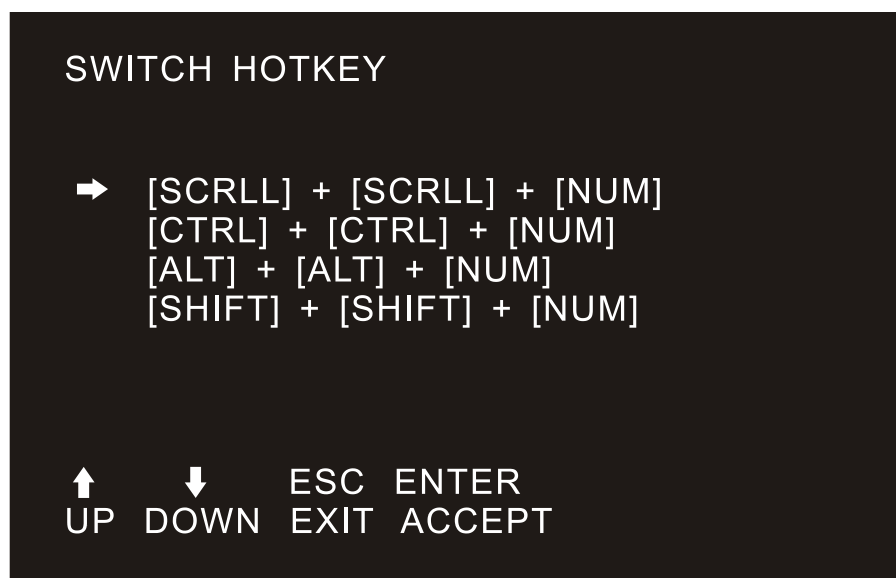 SWITCH HOTKEY
➡ [SCRLL] + [SCRLL] + [NUM]
[CTRL] + [CTRL] + [NUM]
[ALT] + [ALT] + [NUM]
[SHIFT] + [SHIFT] + [NUM]
⬆ ⬇ ESC ENTER
UP DOWN EXIT ACCEPT